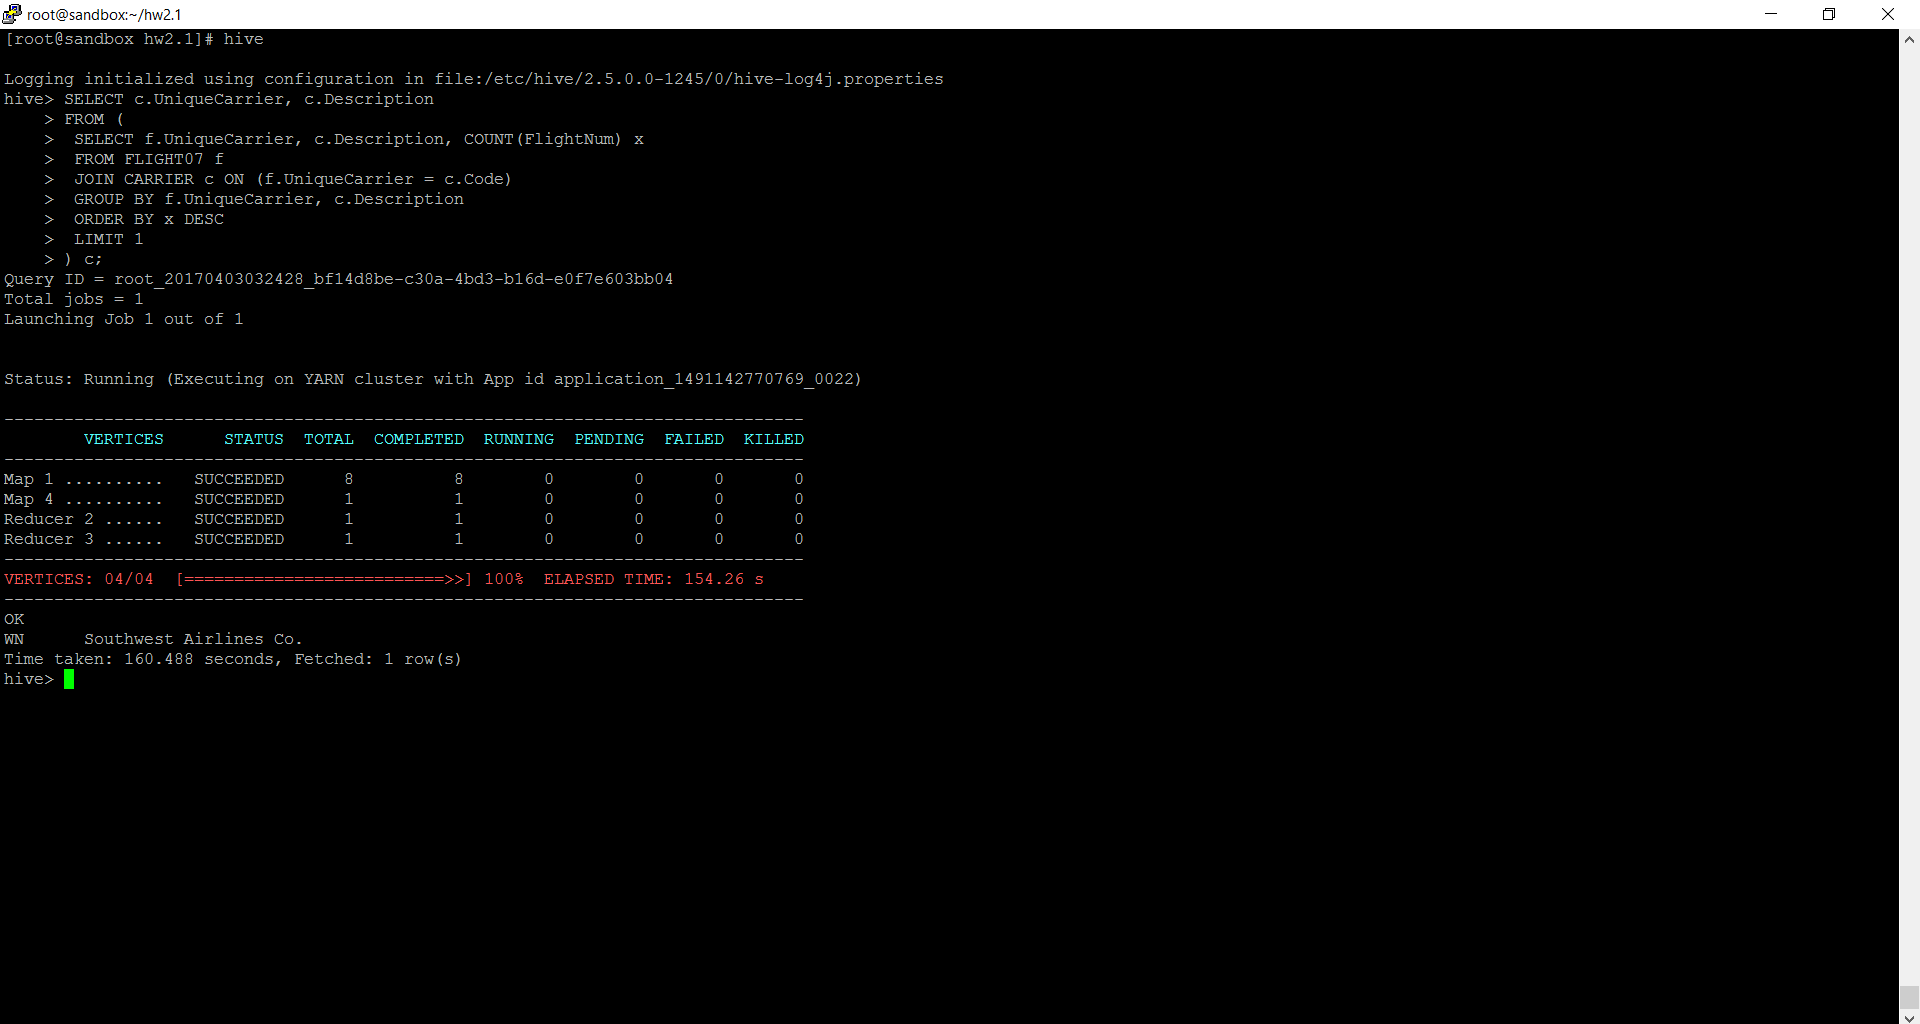 root@sandbox:~/hw2.1
[root@sandbox hw2.1]# hive
Logging initialized using configuration in file:/etc/hive/2.5.0.0-1245/0/hive-log4j.properties
hive> SELECT c.UniqueCarrier, c.Description
    > FROM (
    >  SELECT f.UniqueCarrier, c.Description, COUNT(FlightNum) x
    >  FROM FLIGHT07 f
    >  JOIN CARRIER c ON (f.UniqueCarrier = c.Code)
    >  GROUP BY f.UniqueCarrier, c.Description
    >  ORDER BY x DESC
    >  LIMIT 1
    > ) c;
Query ID = root_20170403032428_bf14d8be-c30a-4bd3-b16d-e0f7e603bb04
Total jobs = 1
Launching Job 1 out of 1
Status: Running (Executing on YARN cluster with App id application_1491142770769_0022)
--------------------------------------------------------------------------------
        VERTICES      STATUS  TOTAL  COMPLETED  RUNNING  PENDING  FAILED  KILLED
--------------------------------------------------------------------------------
Map 1 ..........   SUCCEEDED      8          8        0        0       0       0
Map 4 ..........   SUCCEEDED      1          1        0        0       0       0
Reducer 2 ......   SUCCEEDED      1          1        0        0       0       0
Reducer 3 ......   SUCCEEDED      1          1        0        0       0       0
--------------------------------------------------------------------------------
VERTICES: 04/04  [==========================>>] 100%  ELAPSED TIME: 154.26 s
--------------------------------------------------------------------------------
OK
WN      Southwest Airlines Co.
Time taken: 160.488 seconds, Fetched: 1 row(s)
hive>